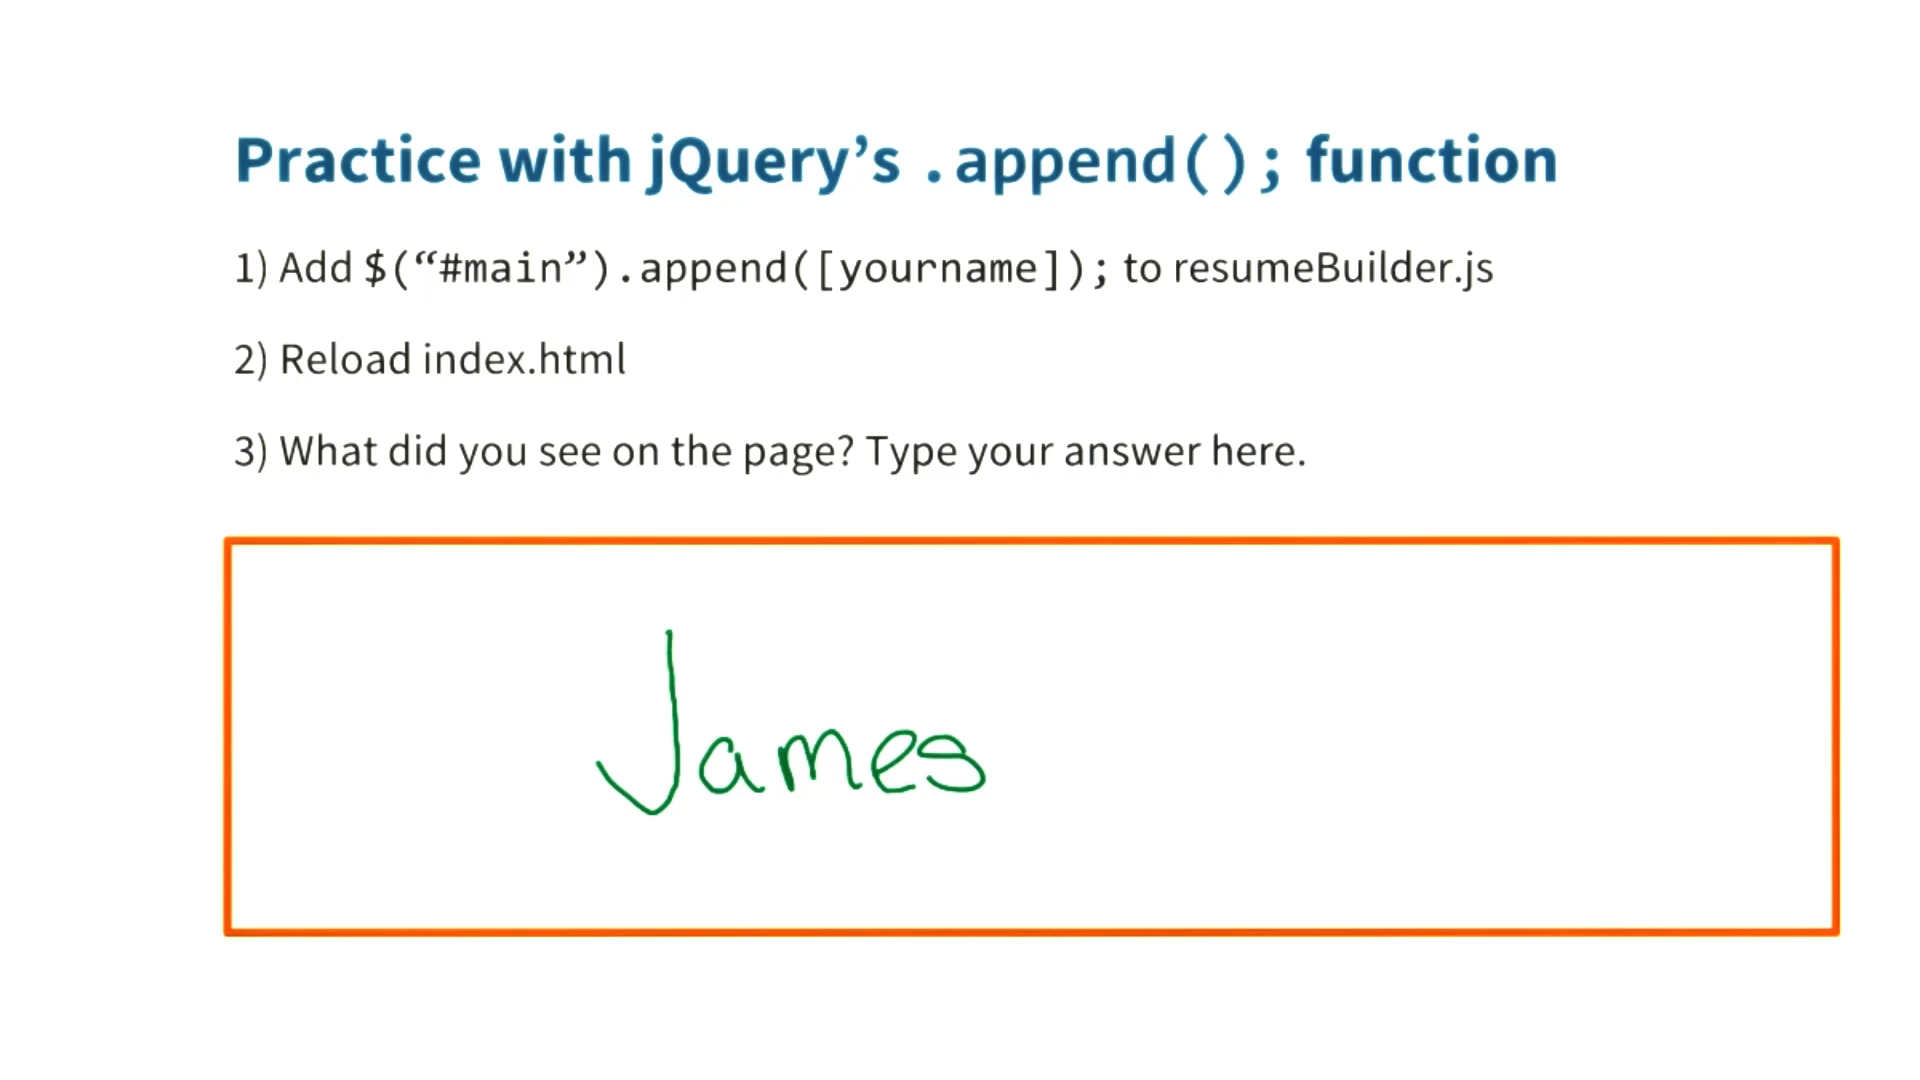 Practice with jQuery’s .append(); function
1) Add $(“#main”).append([yourname]); to resumeBuilder.js
2) Reload index.html
3) What did you see on the page? Type your answer here.
James